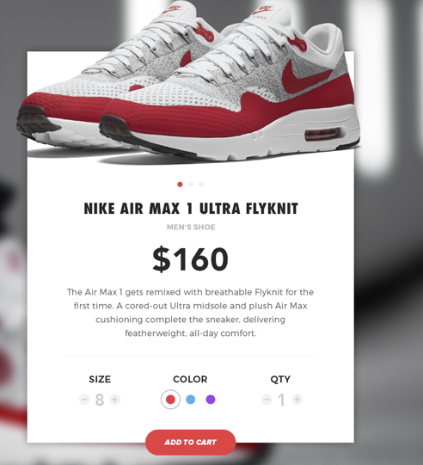 NIKE AIR MAX 1 ULTRA FLYKNIT
MEN'S SHOE
$160
The Air Max 1 gets remixed with breathable Flyknit for the
first time. A cored-out Ultra midsole and plush Air Max
cushioning complete the sneaker, delivering
featherweight, all-day comfort.
SIZE COLOR QTY
- 8 + - 1 +
ADD TO CART